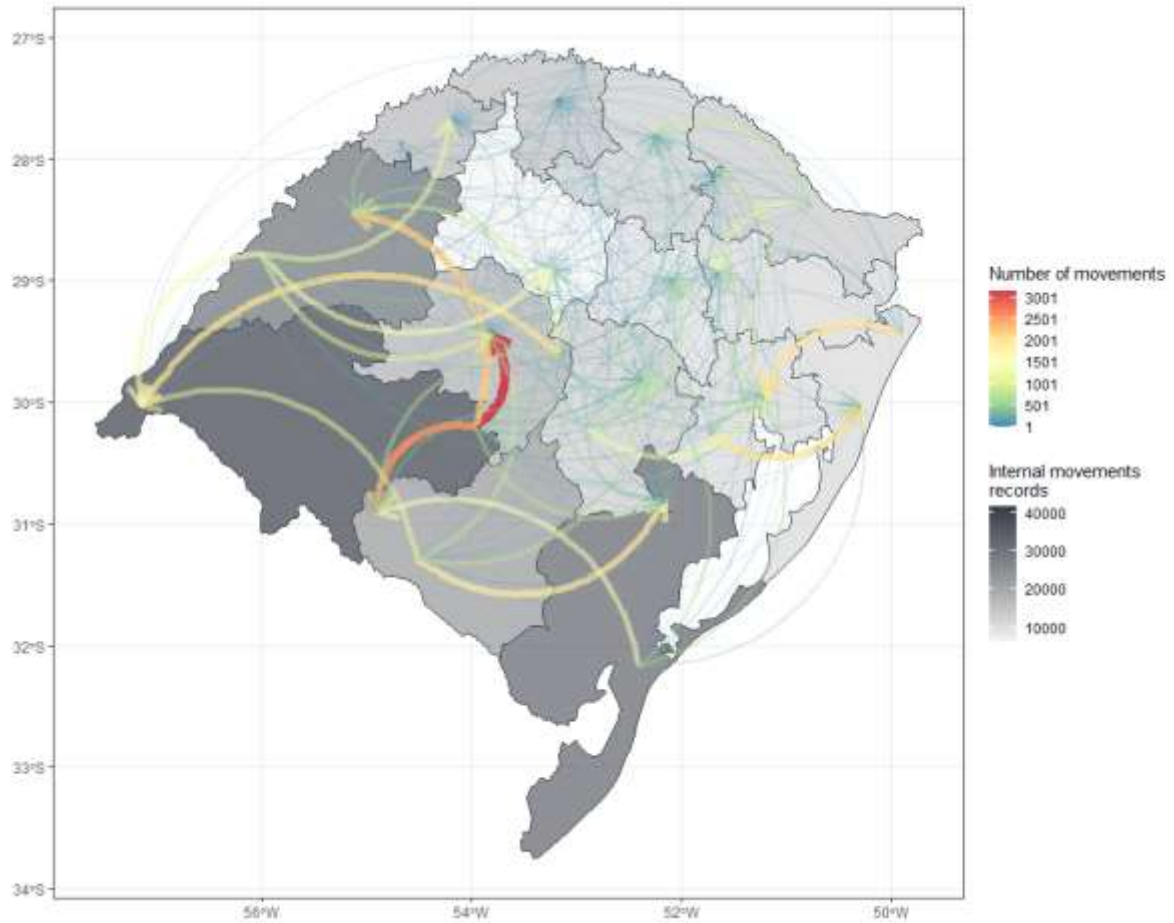 27°S
28°S
29°S
30°S
31°S
32°S
33°S
34°S
56°W
54°W
52°W
50°W
Number of movements
3001
2501
2001
1501
1001
501
1
Internal movements
records
40000
30000
20000
10000